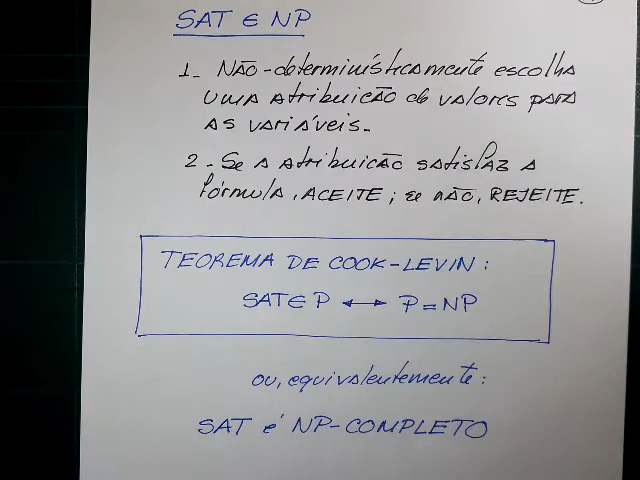 SAT ∈ NP
1- NÃO-determinísticamente escolha
UMA atribuição de valores para
AS variáveis.
2 - Se A atribuição satisfaz a
fórmula, ACEITE; se não, REJEITE.
TEOREMA DE COOK-LEVIN:
SAT ∈ P ↔ P = NP
ou, equivalentemente:
SAT é NP-COMPLETO